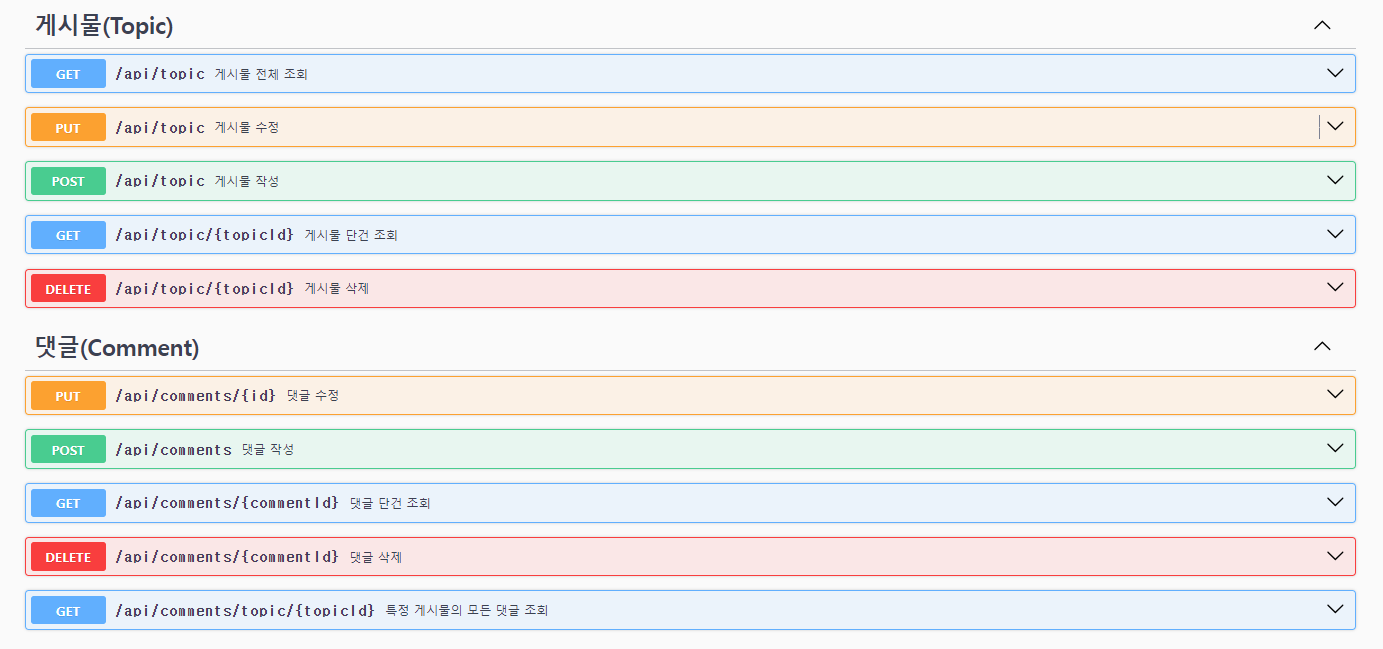 게시물(Topic)
GET /api/topic 게시물 전체 조회
PUT /api/topic 게시물 수정
POST /api/topic 게시물 작성
GET /api/topic/{topicId} 게시물 단건 조회
DELETE /api/topic/{topicId} 게시물 삭제
댓글(Comment)
PUT /api/comments/{id} 댓글 수정
POST /api/comments 댓글 작성
GET /api/comments/{commentId} 댓글 단건 조회
DELETE /api/comments/{commentId} 댓글 삭제
GET /api/comments/topic/{topicId} 특정 게시물의 모든 댓글 조회